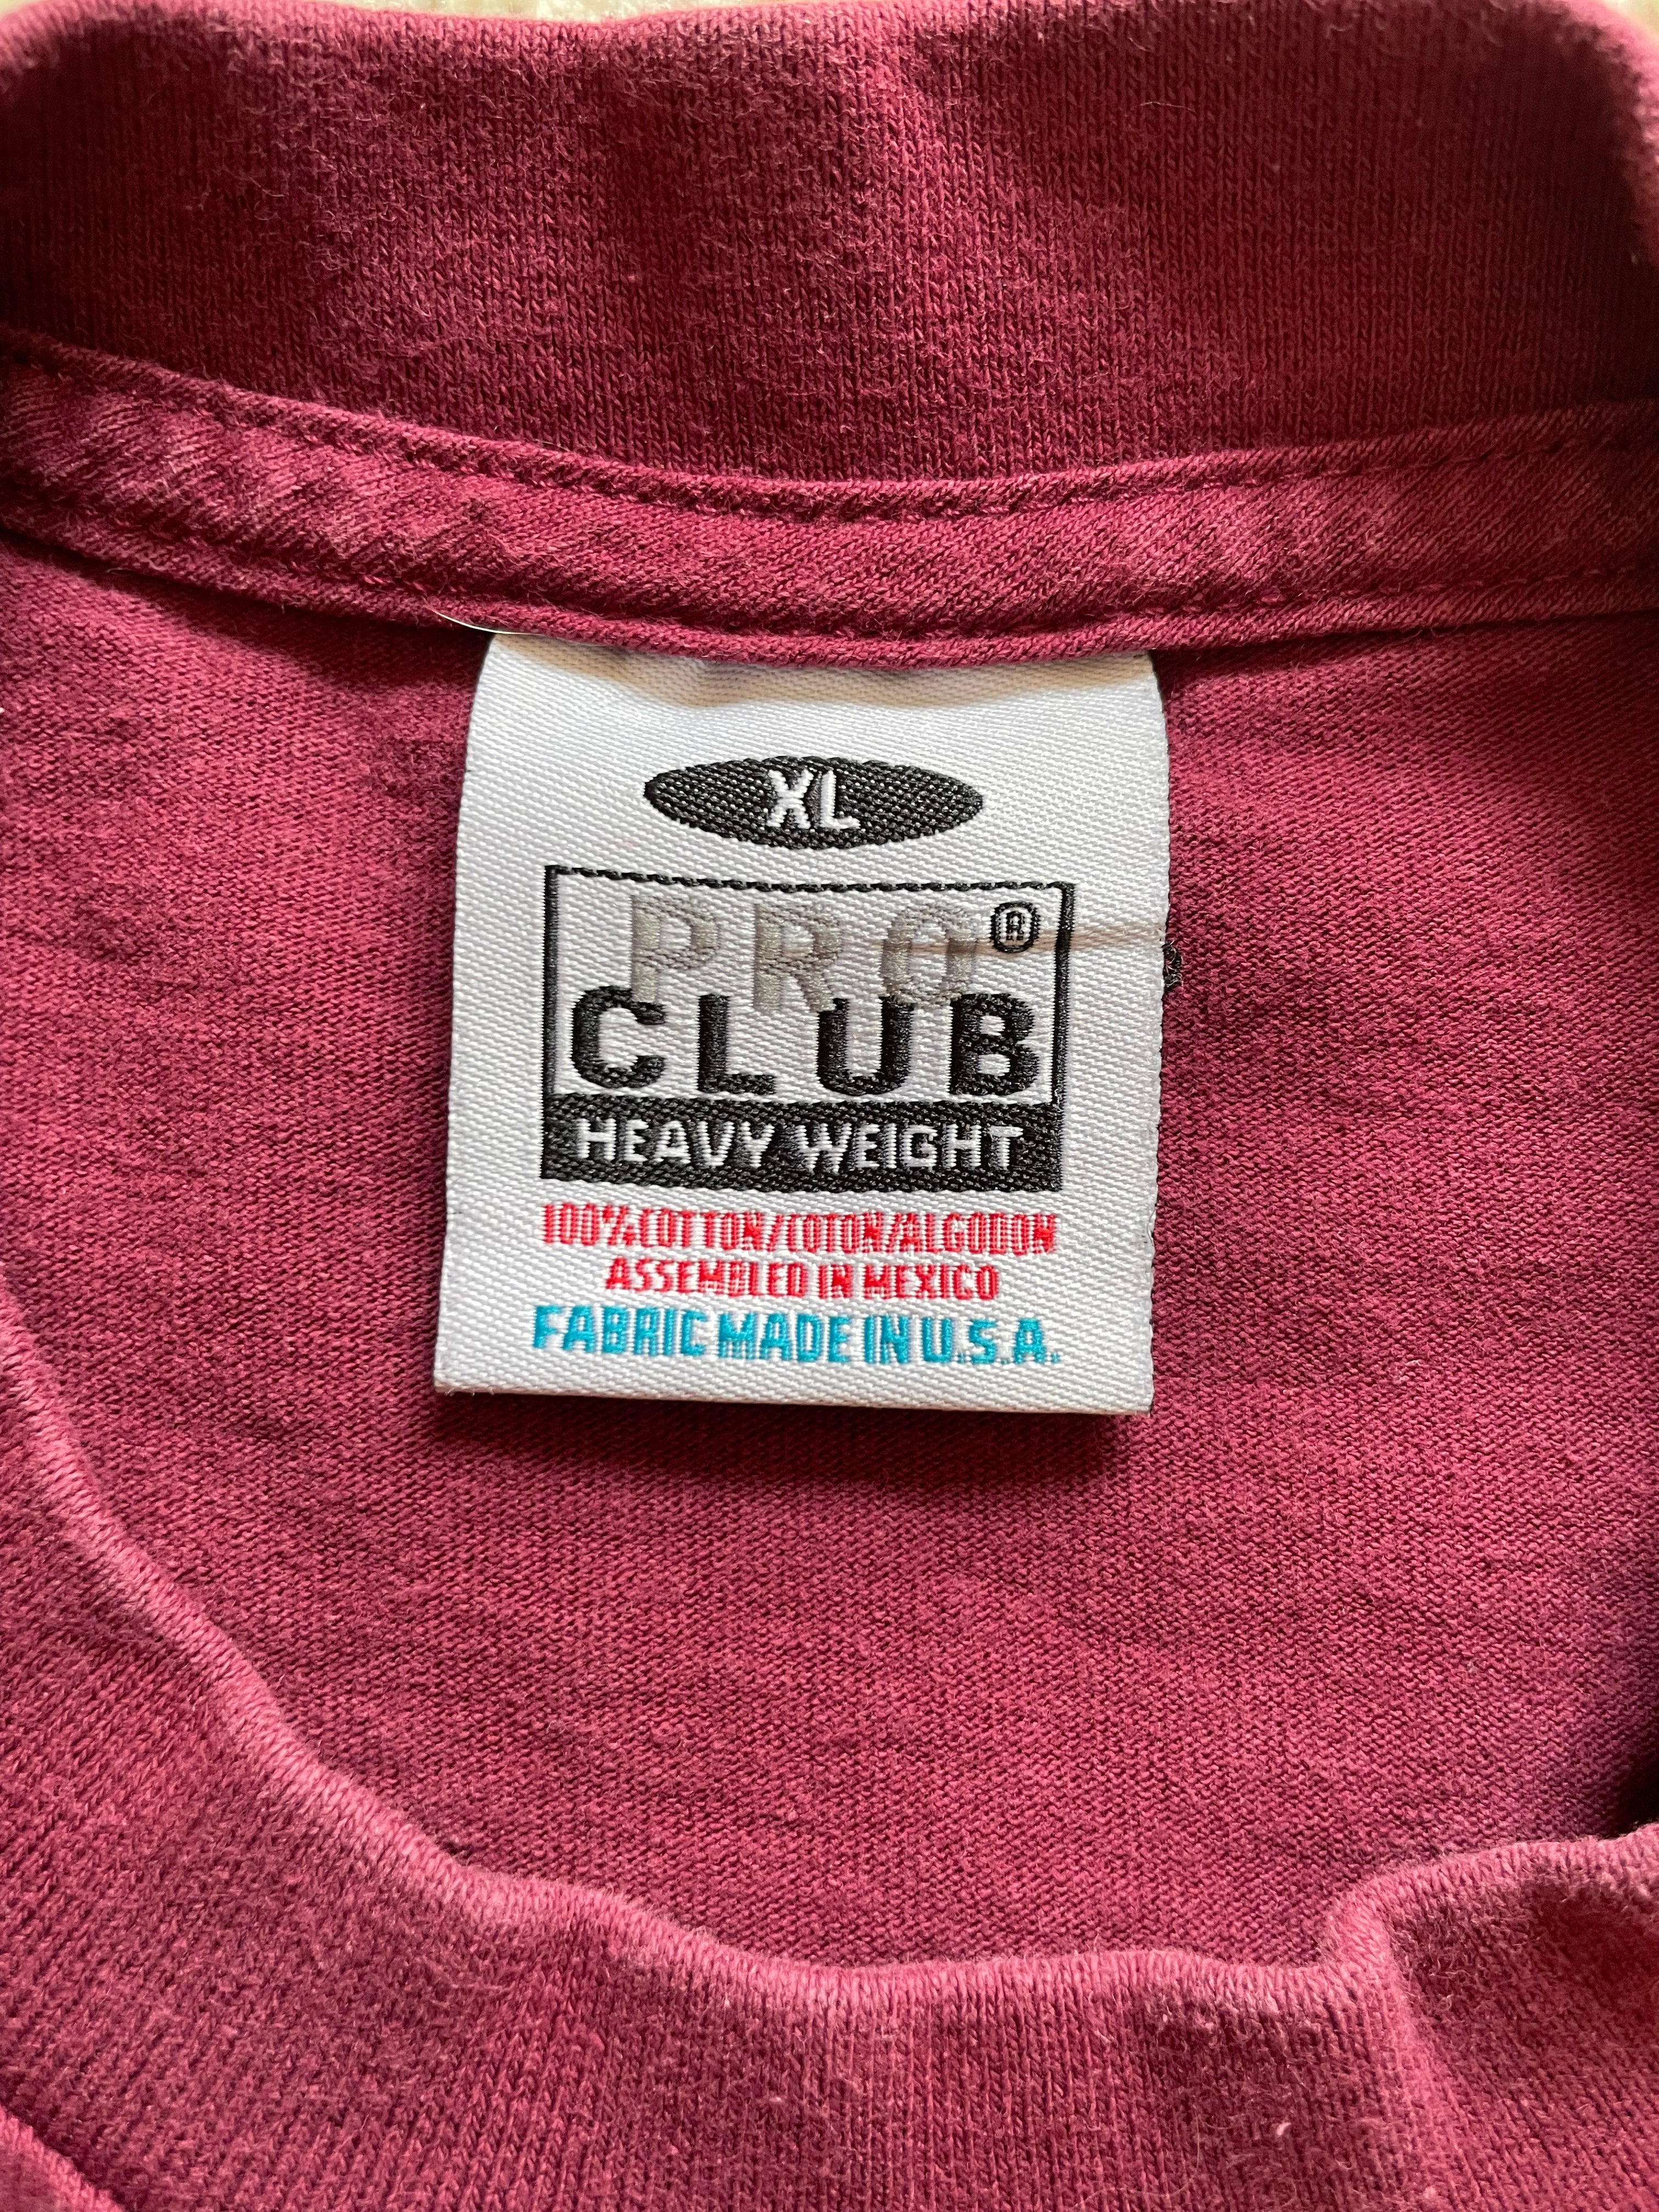 XL
PRO®
CLUB
HEAVY WEIGHT
100% COTTON/COTON/ALGODON
ASSEMBLED IN MEXICO
FABRIC MADE IN U.S.A.